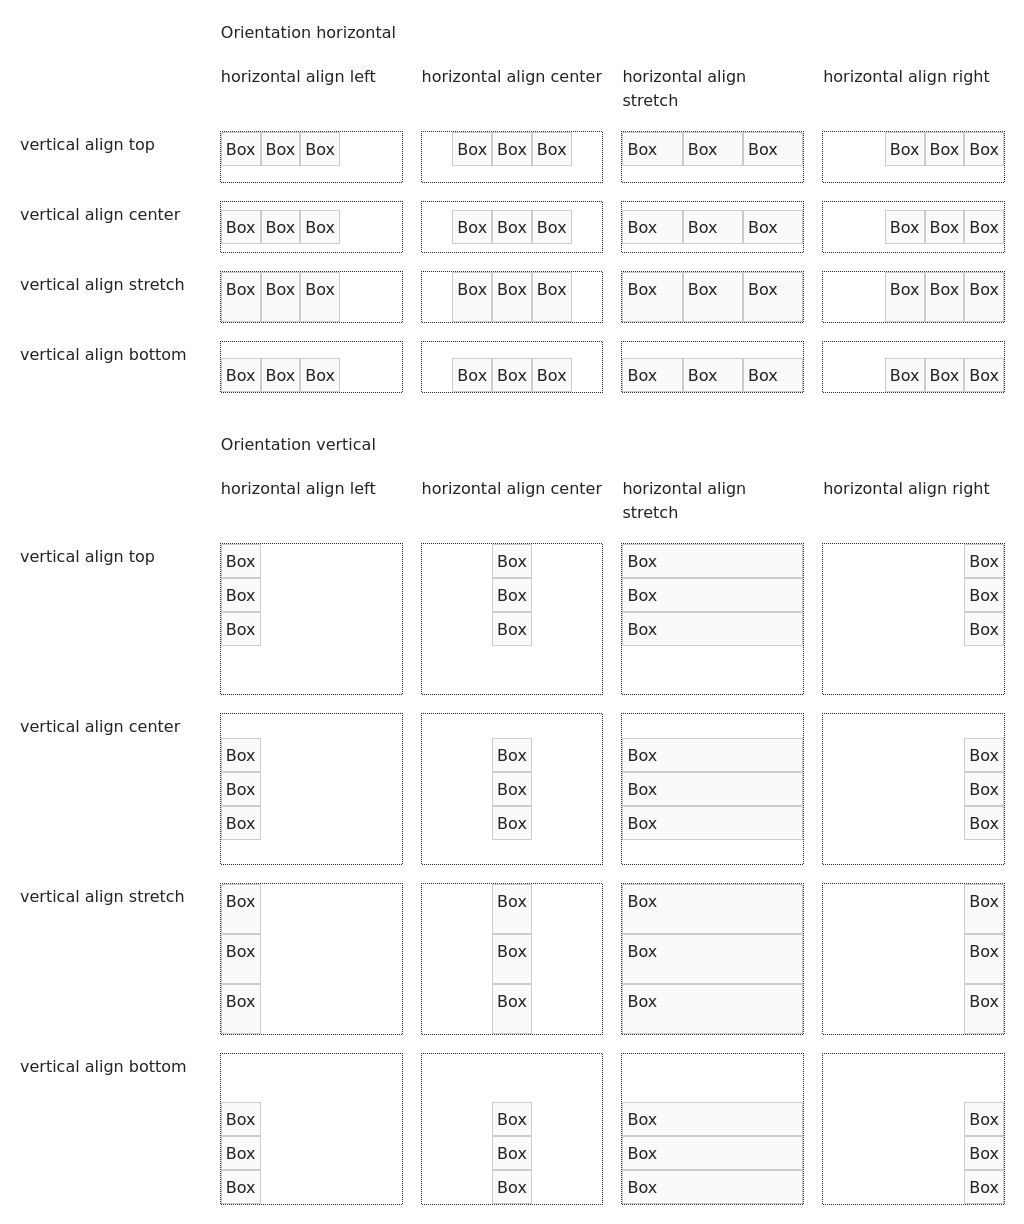 Orientation horizontal
horizontal align left horizontal align center horizontal align horizontal align right
stretch
vertical align top Box Box Box Box Box Box Box Box Box Box Box Box
vertical align center Box Box Box Box Box Box Box Box Box Box Box Box
vertical align stretch Box Box Box Box Box Box Box Box Box Box Box Box
vertical align bottom Box Box Box Box Box Box Box Box Box Box Box Box
Orientation vertical
horizontal align left horizontal align center horizontal align horizontal align right
stretch
vertical align top Box Box Box Box
Box Box Box Box
Box Box Box Box
vertical align center
Box Box Box Box
Box Box Box Box
Box Box Box Box
vertical align stretch Box Box Box Box
Box Box Box Box
Box Box Box Box
vertical align bottom
Box Box Box Box
Box Box Box Box
Box Box Box Box